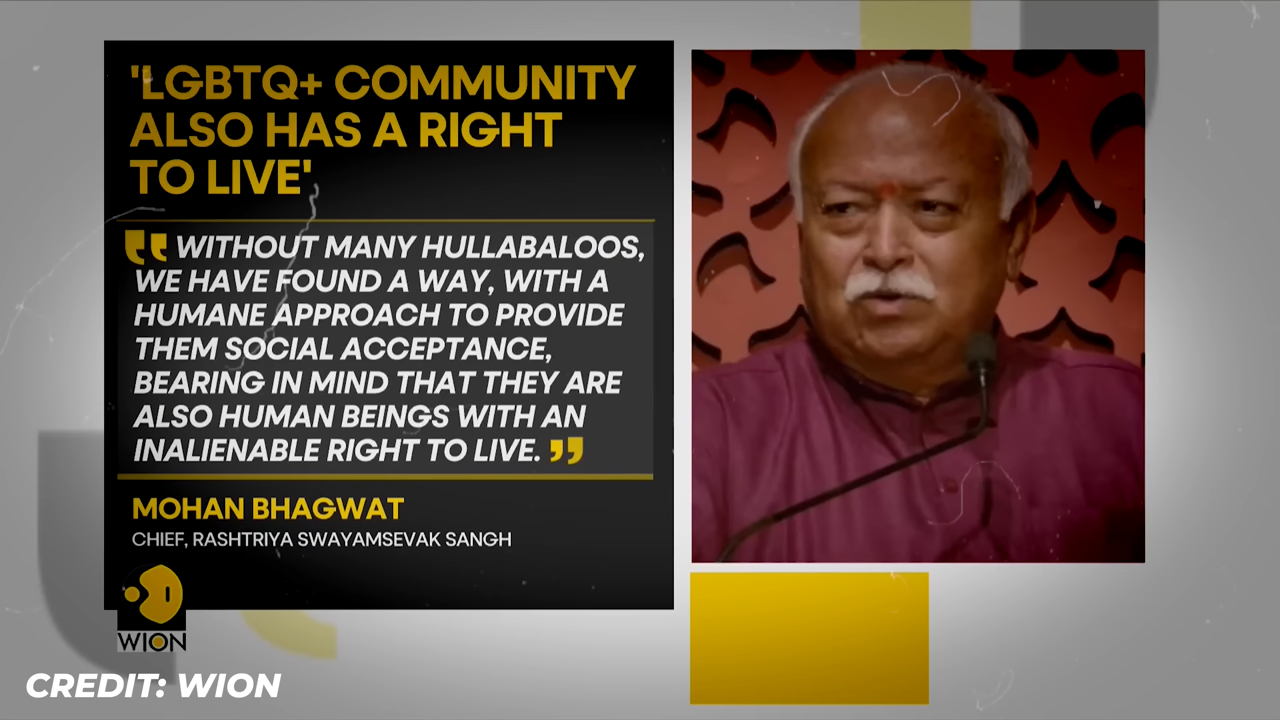 'LGBTQ+ COMMUNITY
ALSO HAS A RIGHT
TO LIVE'
❝ WITHOUT MANY HULLABALOOS,
WE HAVE FOUND A WAY, WITH A
HUMANE APPROACH TO PROVIDE
THEM SOCIAL ACCEPTANCE,
BEARING IN MIND THAT THEY ARE
ALSO HUMAN BEINGS WITH AN
INALIENABLE RIGHT TO LIVE. ❞
MOHAN BHAGWAT
CHIEF, RASHTRIYA SWAYAMSEVAK SANGH
WION
CREDIT: WION